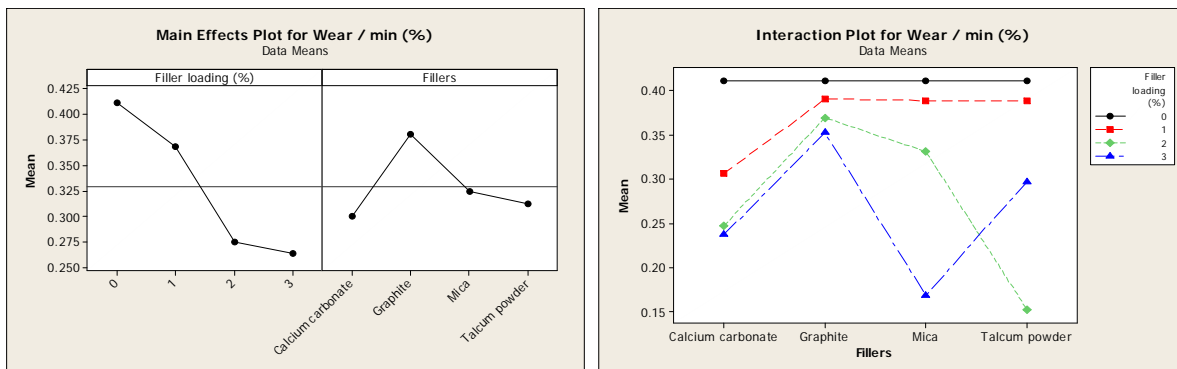 Main Effects Plot for Wear / min (%)
Data Means
Filler loading (%)
Fillers
0.425
0.400
0.375
0.350
0.325
0.300
0.275
0.250
Mean
0
1
2
3
Calcium carbonate
Graphite
Mica
Talcum powder
Interaction Plot for Wear / min (%)
Data Means
0.40
0.35
0.30
0.25
0.20
0.15
Mean
Calcium carbonate
Graphite
Mica
Talcum powder
Fillers
Filler
loading
(%)
0
1
2
3